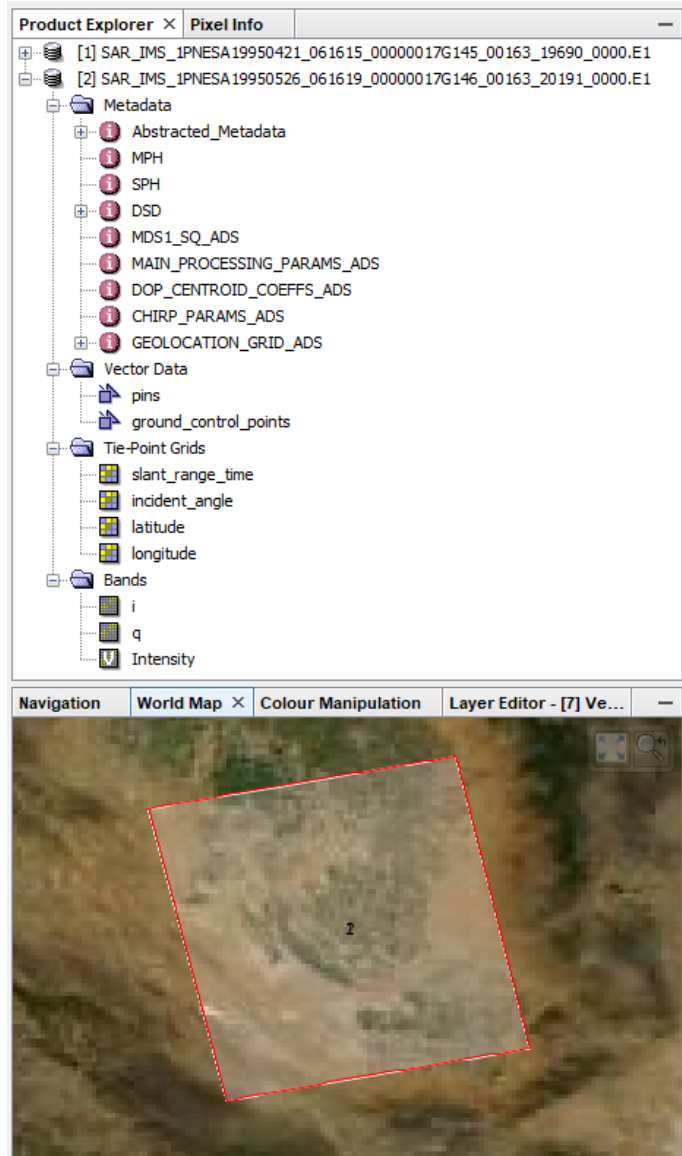 Product Explorer × Pixel Info
[1] SAR_IMS_1PNESA19950421_061615_00000017G145_00163_19690_0000.E1
[2] SAR_IMS_1PNESA19950526_061619_00000017G146_00163_20191_0000.E1
Metadata
Abstracted_Metadata
MPH
SPH
DSD
MDS1_SQ_ADS
MAIN_PROCESSING_PARAMS_ADS
DOP_CENTROID_COEFFS_ADS
CHIRP_PARAMS_ADS
GEOLOCATION_GRID_ADS
Vector Data
pins
ground_control_points
Tie-Point Grids
slant_range_time
incident_angle
latitude
longitude
Bands
i
q
Intensity
Navigation World Map × Colour Manipulation Layer Editor - [7] Ve...